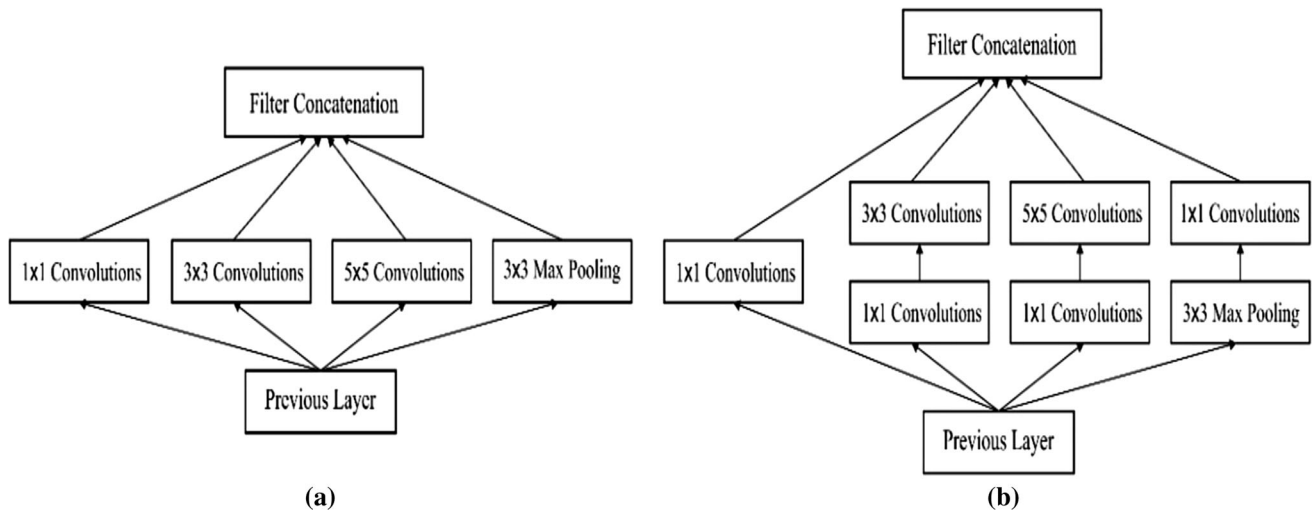 Filter Concatenation
1x1 Convolutions
3x3 Convolutions
5x5 Convolutions
3x3 Max Pooling
Previous Layer
(a)
Filter Concatenation
3x3 Convolutions
5x5 Convolutions
1x1 Convolutions
1x1 Convolutions
1x1 Convolutions
1x1 Convolutions
3x3 Max Pooling
Previous Layer
(b)